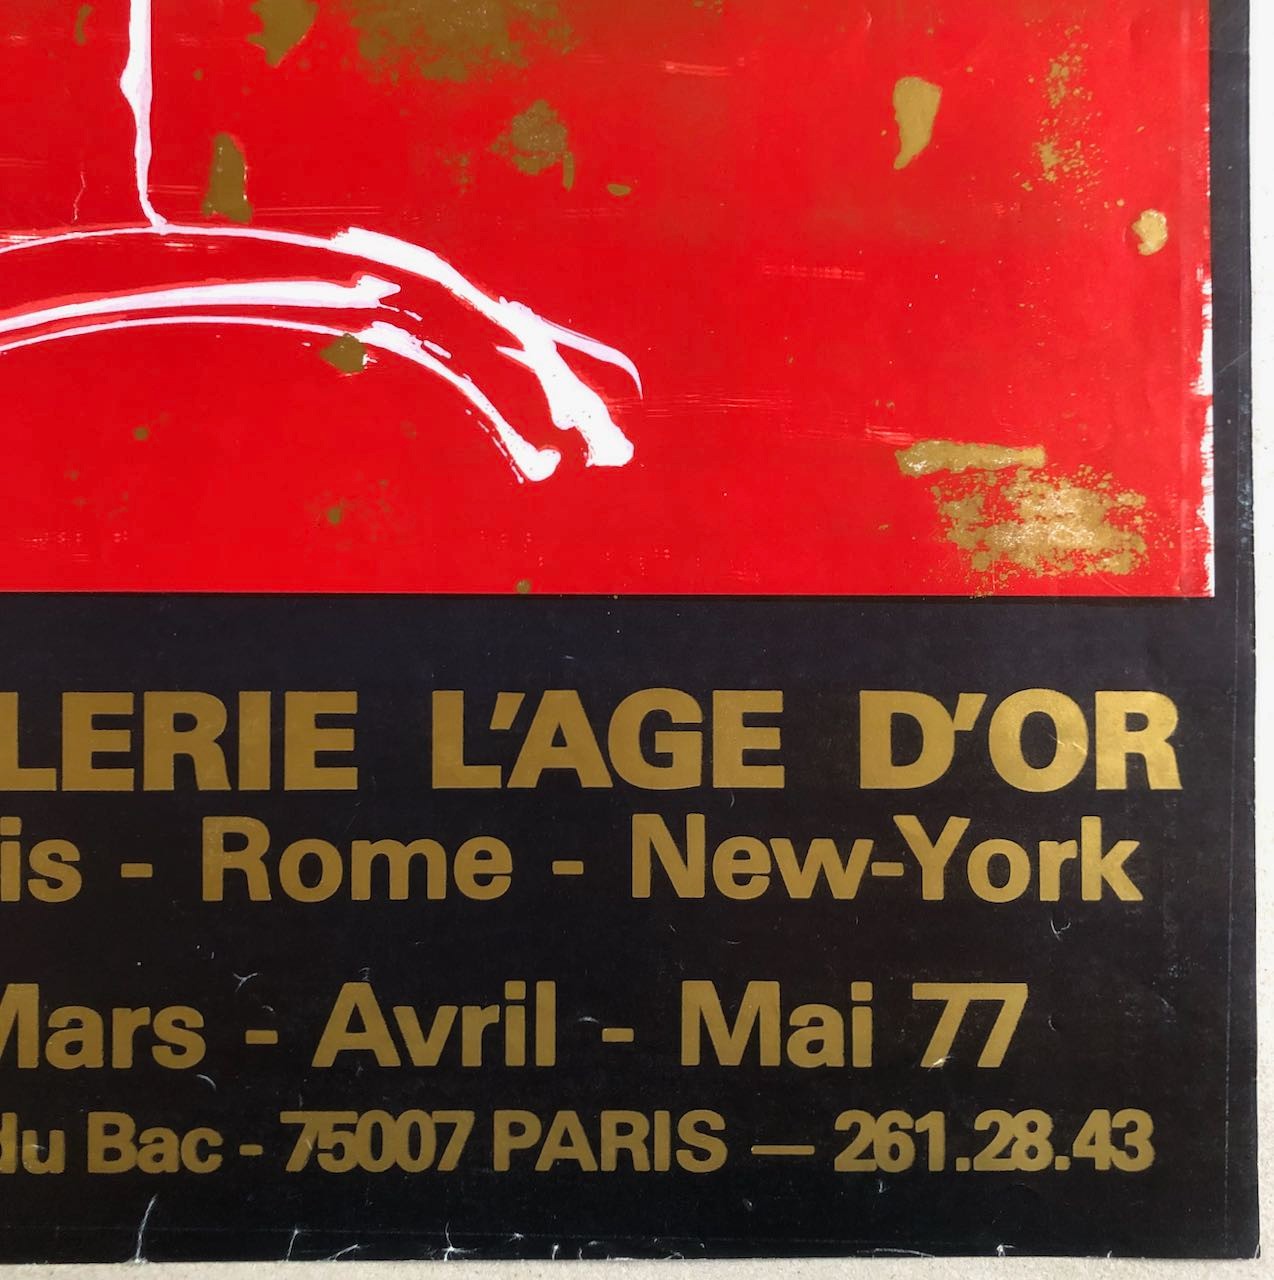 LERIE L'AGE D'OR
is - Rome - New-York
Mars - Avril - Mai 77
du Bac - 75007 PARIS — 261.28.43